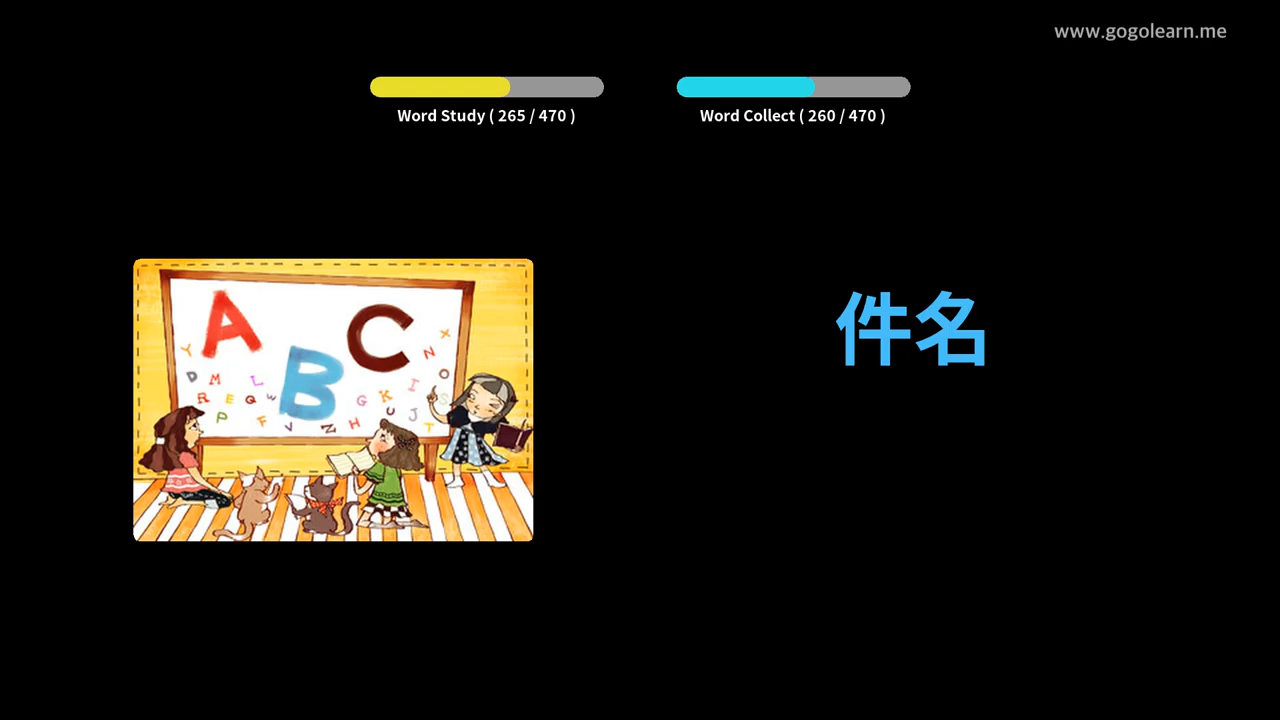 www.gogolearn.me
Word Study ( 265 / 470 )
Word Collect ( 260 / 470 )
件名
A
B
C
X
Y
N
D M L I O
R E Q W G K S
P F V Z H U J T